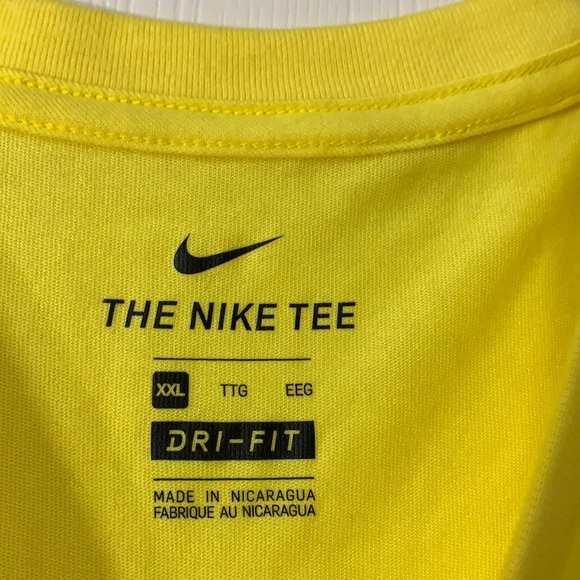 THE NIKE TEE
XXL TTG EEG
DRI-FIT
MADE IN NICARAGUA
FABRIQUE AU NICARAGUA